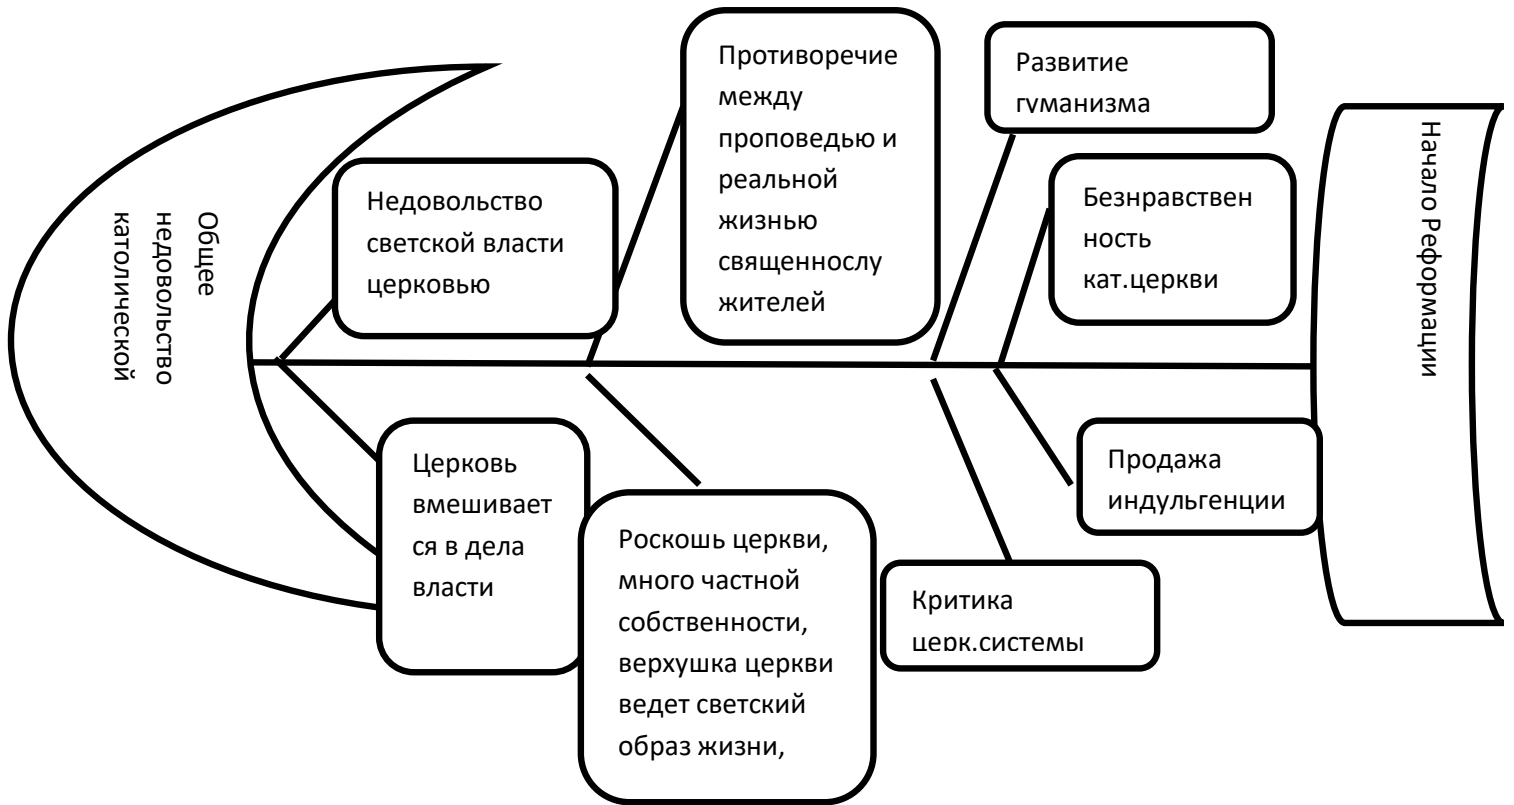 Общее
недовольство
католической
Недовольство
светской власти
церковью
Противоречие
между
проповедью и
реальной
жизнью
священнослу
жителей
Развитие
гуманизма
Безнравствен
ность
кат.церкви
Начало Реформации
Церковь
вмешивает
ся в дела
власти
Роскошь церкви,
много частной
собственности,
верхушка церкви
ведет светский
образ жизни,
Критика
церк.системы
Продажа
индульгенции